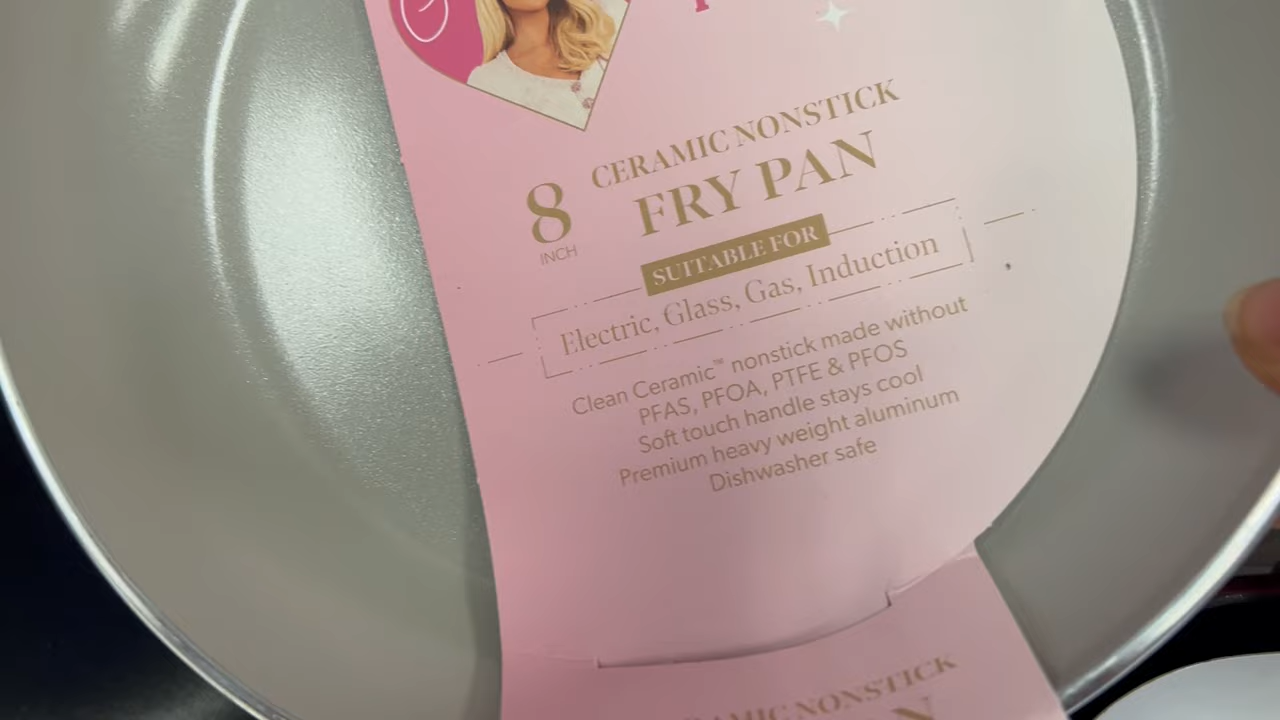 CERAMIC NONSTICK
8 FRY PAN
INCH
SUITABLE FOR
Electric, Glass, Gas, Induction
Clean Ceramic™ nonstick made without
PFAS, PFOA, PTFE & PFOS
Soft touch handle stays cool
Premium heavy weight aluminum
Dishwasher safe
NONSTICK